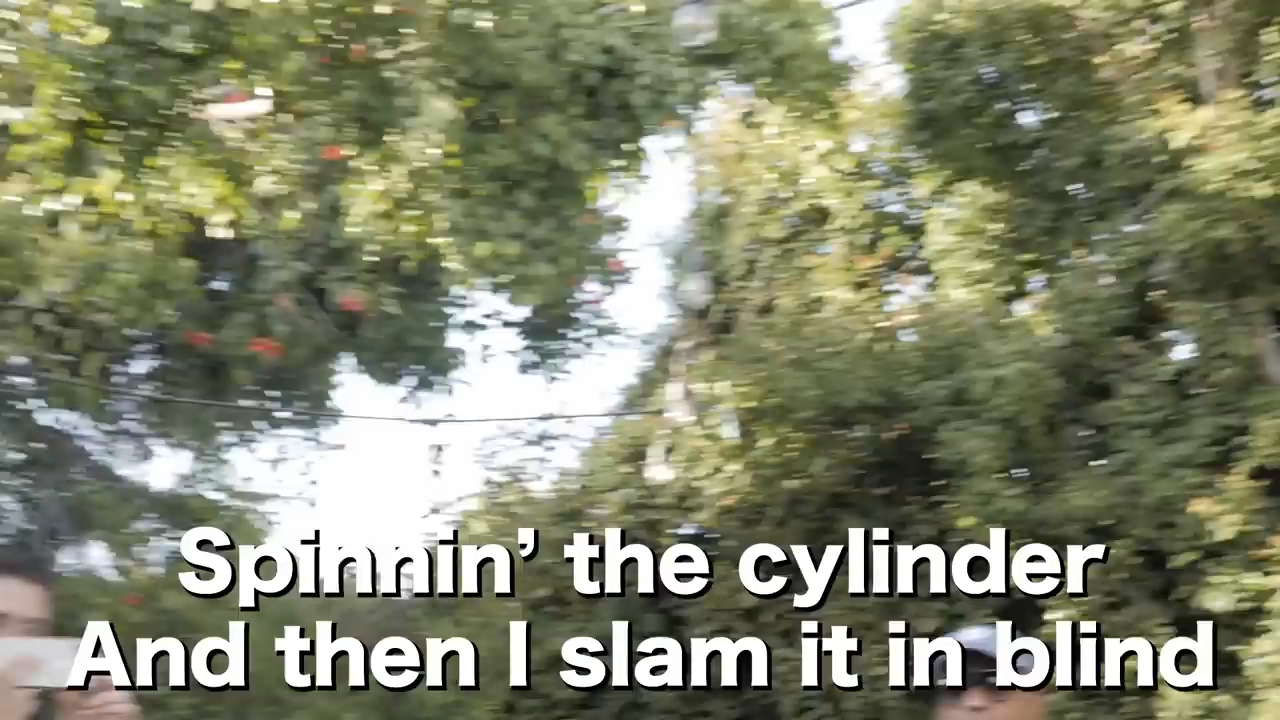 Spinnin’ the cylinder
And then I slam it in blind